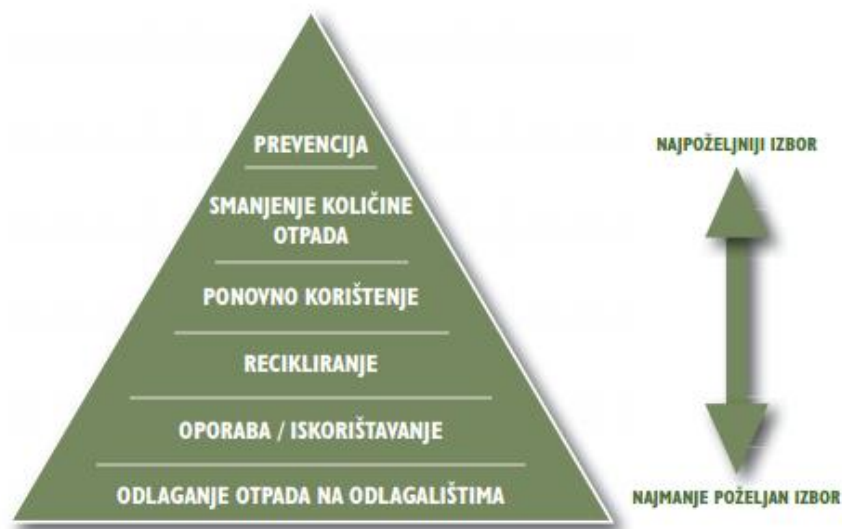 PREVENCIJA
SMANJENJE KOLIČINE
OTPADA
PONOVNO KORIŠTENJE
RECIKLIRANJE
OPORABA / ISKORIŠTAVANJE
ODLAGANJE OTPADA NA ODLAGALIŠTIMA
NAJPOŽELJNIJI IZBOR
NAJMANJE POŽELJAN IZBOR